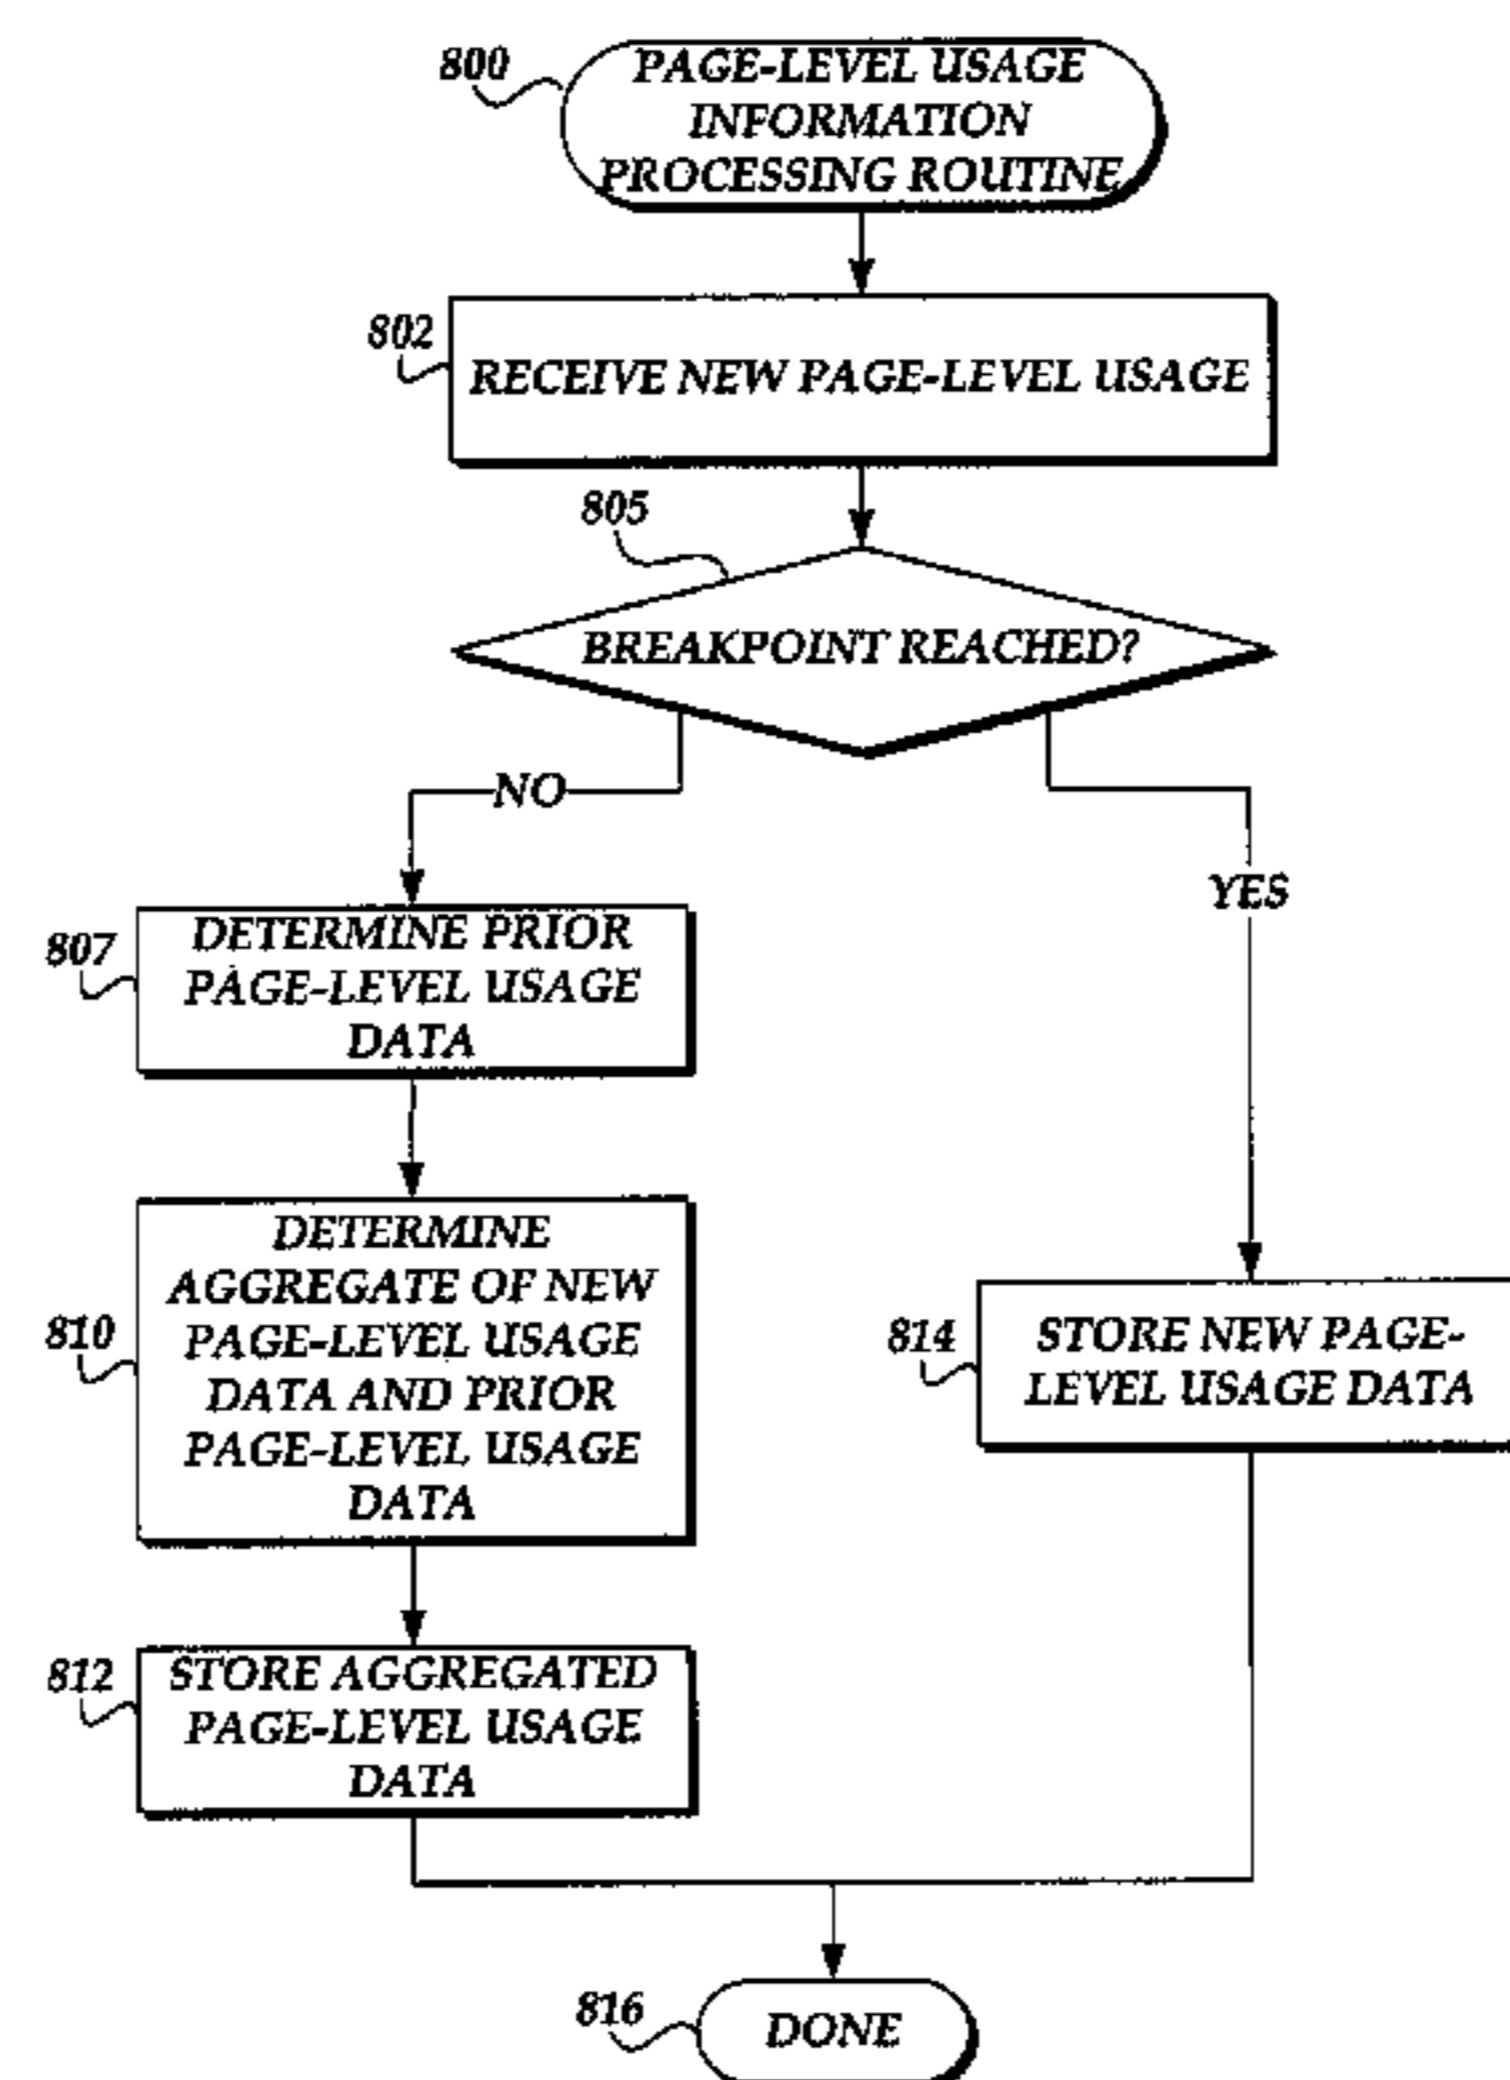 800
PAGE-LEVEL USAGE
INFORMATION
PROCESSING ROUTINE
802
RECEIVE NEW PAGE-LEVEL USAGE
805
BREAKPOINT REACHED?
NO
YES
807
DETERMINE PRIOR
PAGE-LEVEL USAGE
DATA
810
DETERMINE
AGGREGATE OF NEW
PAGE-LEVEL USAGE
DATA AND PRIOR
PAGE-LEVEL USAGE
DATA
814
STORE NEW PAGE-
LEVEL USAGE DATA
812
STORE AGGREGATED
PAGE-LEVEL USAGE
DATA
816
DONE